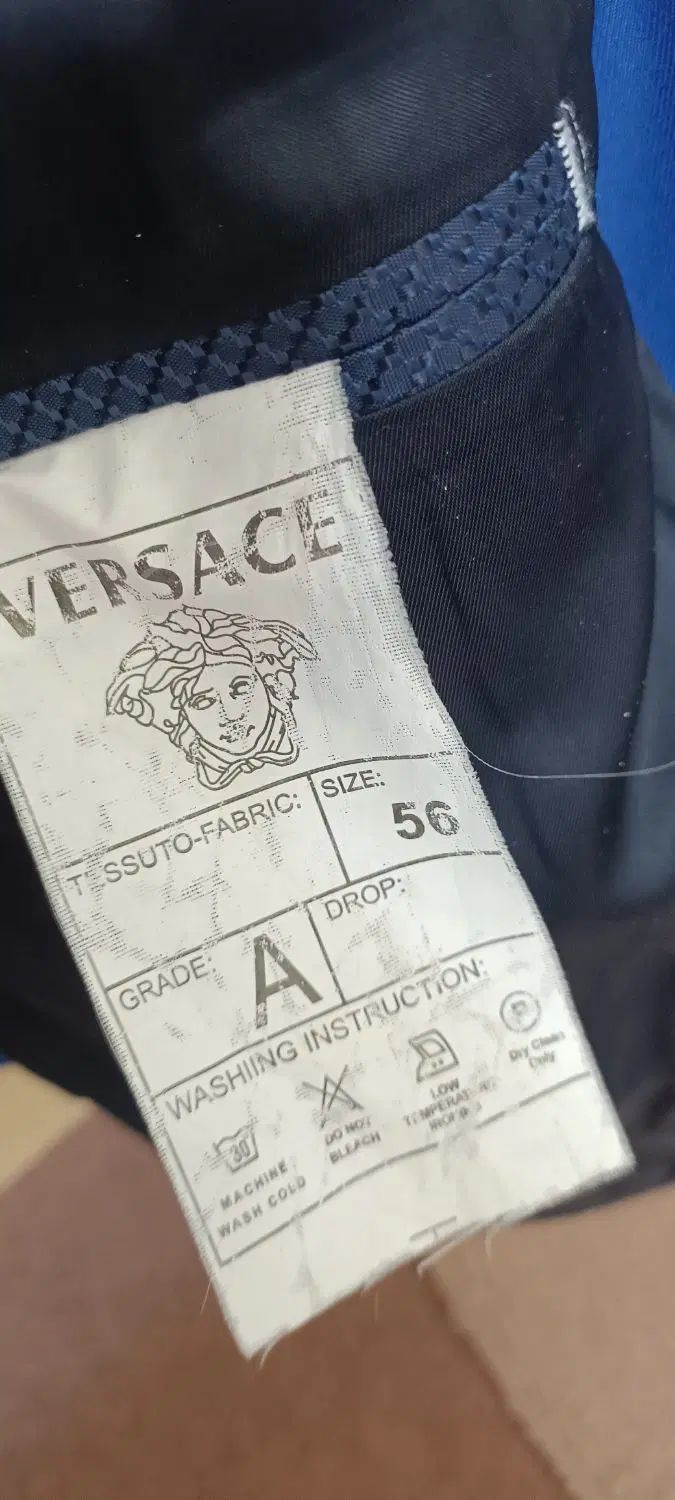 VERSACE
TESSUTO-FABRIC:
SIZE:
56
GRADE:
A
DROP:
WASHIING INSTRUCTION:
30
MACHINE
WASH COLD
DO NOT
BLEACH
LOW
P
Dry Clean
Only